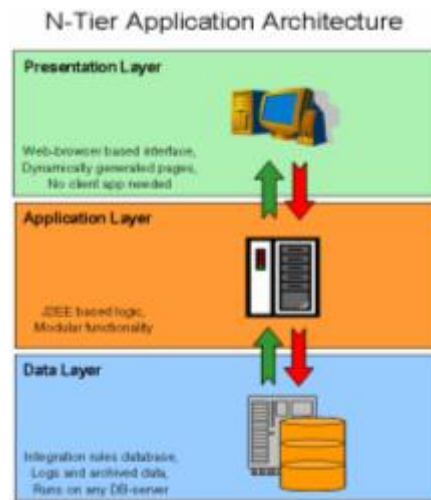 N-Tier Application Architecture
Presentation Layer
Web-browser based interface,
Dynamically generated pages,
No client app needed
Application Layer
J2EE based logic,
Modular functionality
Data Layer
Integration rules database,
Logs and archived data,
Runs on any DB-server